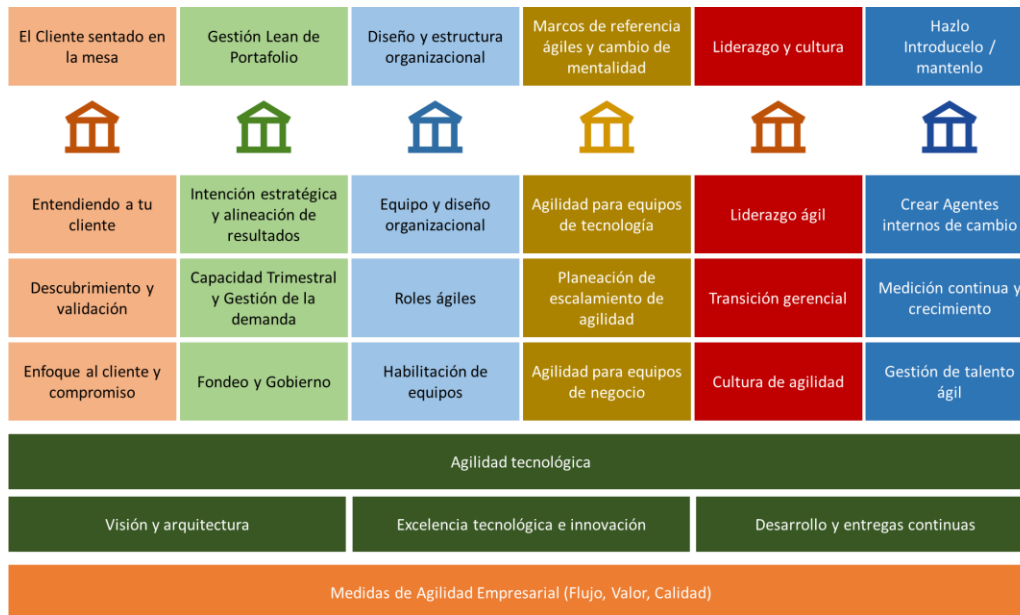 El Cliente sentado en
la mesa
Gestión Lean de
Portafolio
Diseño y estructura
organizacional
Marcos de referencia
ágiles y cambio de
mentalidad
Liderazgo y cultura
Hazlo
Introducelo /
mantenlo
Entendiendo a tu
cliente
Intención estratégica
y alineación de
resultados
Equipo y diseño
organizacional
Agilidad para equipos
de tecnología
Liderazgo ágil
Crear Agentes
internos de cambio
Descubrimiento y
validación
Capacidad Trimestral
y Gestión de la
demanda
Roles ágiles
Planeación de
escalamiento de
agilidad
Transición gerencial
Medición continua y
crecimiento
Enfoque al cliente y
compromiso
Fondeo y Gobierno
Habilitación de
equipos
Agilidad para equipos
de negocio
Cultura de agilidad
Gestión de talento
ágil
Agilidad tecnológica
Visión y arquitectura
Excelencia tecnológica e innovación
Desarrollo y entregas continuas
Medidas de Agilidad Empresarial (Flujo, Valor, Calidad)